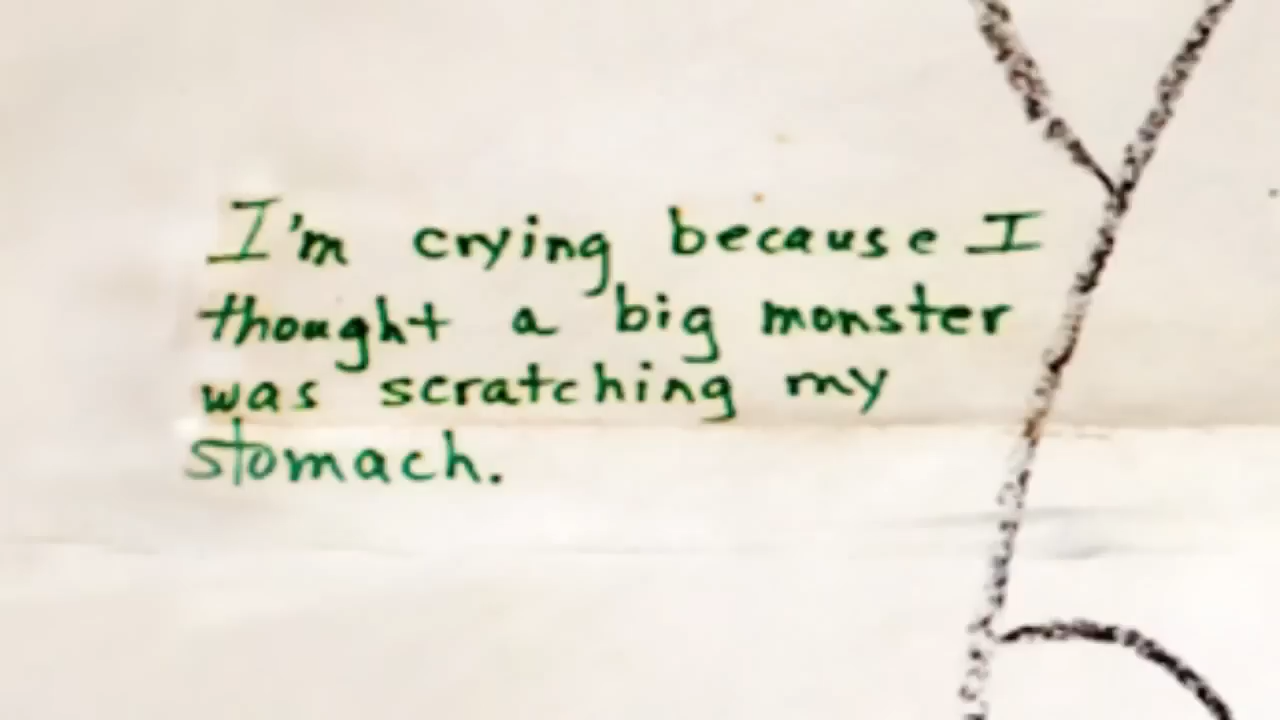 I'm crying because I
thought a big monster
was scratching my
stomach.